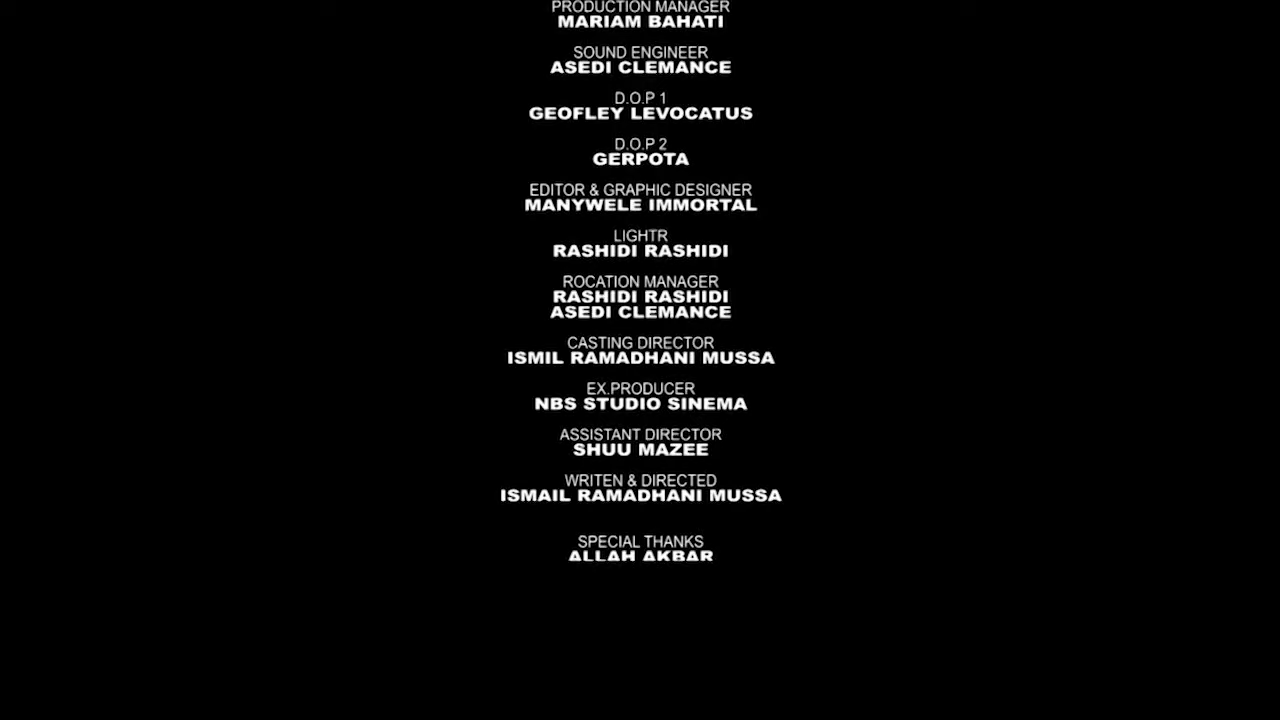 PRODUCTION MANAGER
MARIAM BAHATI
SOUND ENGINEER
ASEDI CLEMANCE
D.O.P 1
GEOFLEY LEVOCATUS
D.O.P 2
GERPOTA
EDITOR & GRAPHIC DESIGNER
MANYWELE IMMORTAL
LIGHTR
RASHIDI RASHIDI
ROCATION MANAGER
RASHIDI RASHIDI
ASEDI CLEMANCE
CASTING DIRECTOR
ISMIL RAMADHANI MUSSA
EX.PRODUCER
NBS STUDIO SINEMA
ASSISTANT DIRECTOR
SHUU MAZEE
WRITEN & DIRECTED
ISMAIL RAMADHANI MUSSA
SPECIAL THANKS
ALLAH AKBAR